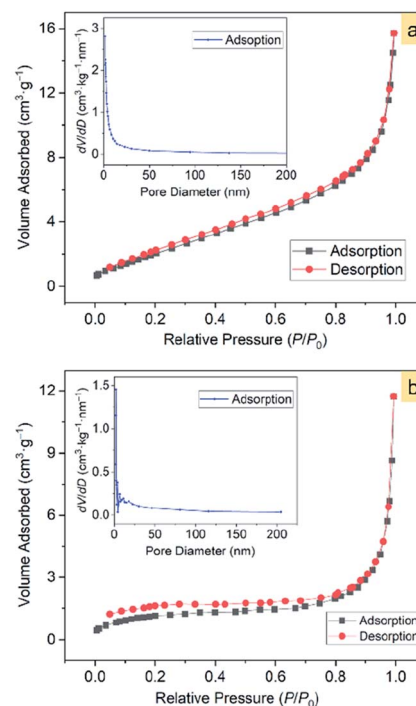 a
Adsoption
dV/dD (cm³·kg⁻¹·nm⁻¹)
3
2
1
0
0 50 100 150 200
Pore Diameter (nm)
Volume Adsorbed (cm³·g⁻¹)
16
12
8
4
0
Adsorption
Desorption
0.0 0.2 0.4 0.6 0.8 1.0
Relative Pressure (P/P₀)
b
Adsorption
dV/dD (cm³·kg⁻¹·nm⁻¹)
1.5
1.0
0.5
0.0
0 50 100 150 200
Pore Diameter (nm)
Volume Adsorbed (cm³·g⁻¹)
12
9
6
3
0
Adsorption
Desorption
0.0 0.2 0.4 0.6 0.8 1.0
Relative Pressure (P/P₀)